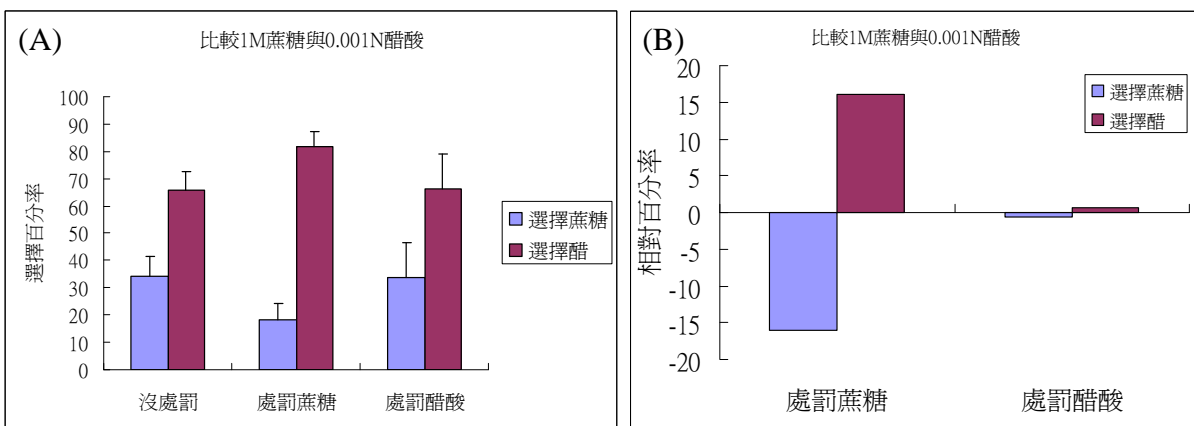 (A)
比較1M蔗糖與0.001N醋酸
選擇百分率
100
90
80
70
60
50
40
30
20
10
0
沒處罰
處罰蔗糖
處罰醋酸
選擇蔗糖
選擇醋
(B)
比較1M蔗糖與0.001N醋酸
相對百分率
20
15
10
5
0
-5
-10
-15
-20
處罰蔗糖
處罰醋酸
選擇蔗糖
選擇醋